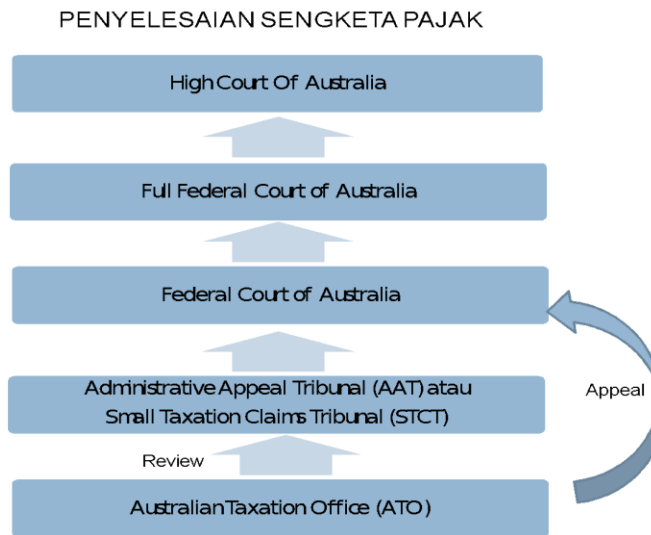 PENYELESAIAN SENGKETA PAJAK
High Court Of Australia
Full Federal Court of Australia
Federal Court of Australia
Administrative Appeal Tribunal (AAT) atau
Small Taxation Claims Tribunal (STCT)
Appeal
Review
Australian Taxation Office (ATO)